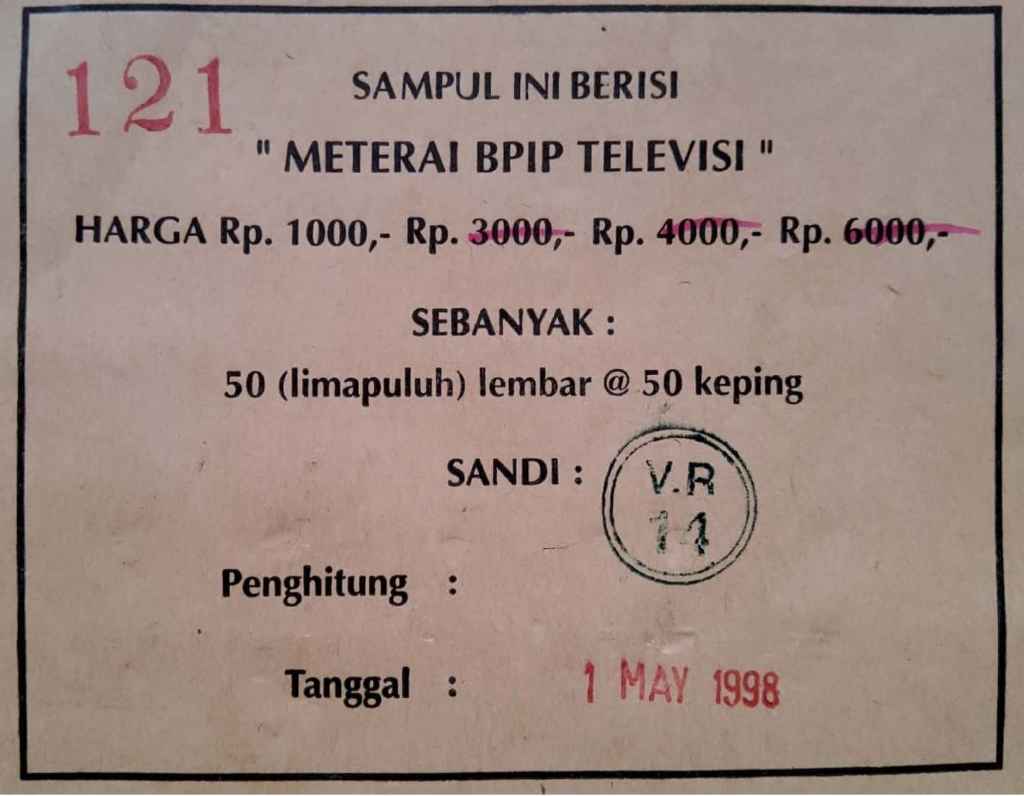 121
SAMPUL INI BERISI
" METERAI BPIP TELEVISI "
HARGA Rp. 1000,- Rp. 3000,- Rp. 4000,- Rp. 6000,-
SEBANYAK :
50 (limapuluh) lembar @ 50 keping
SANDI :
V.R
14
Penghitung :
Tanggal : 1 MAY 1998